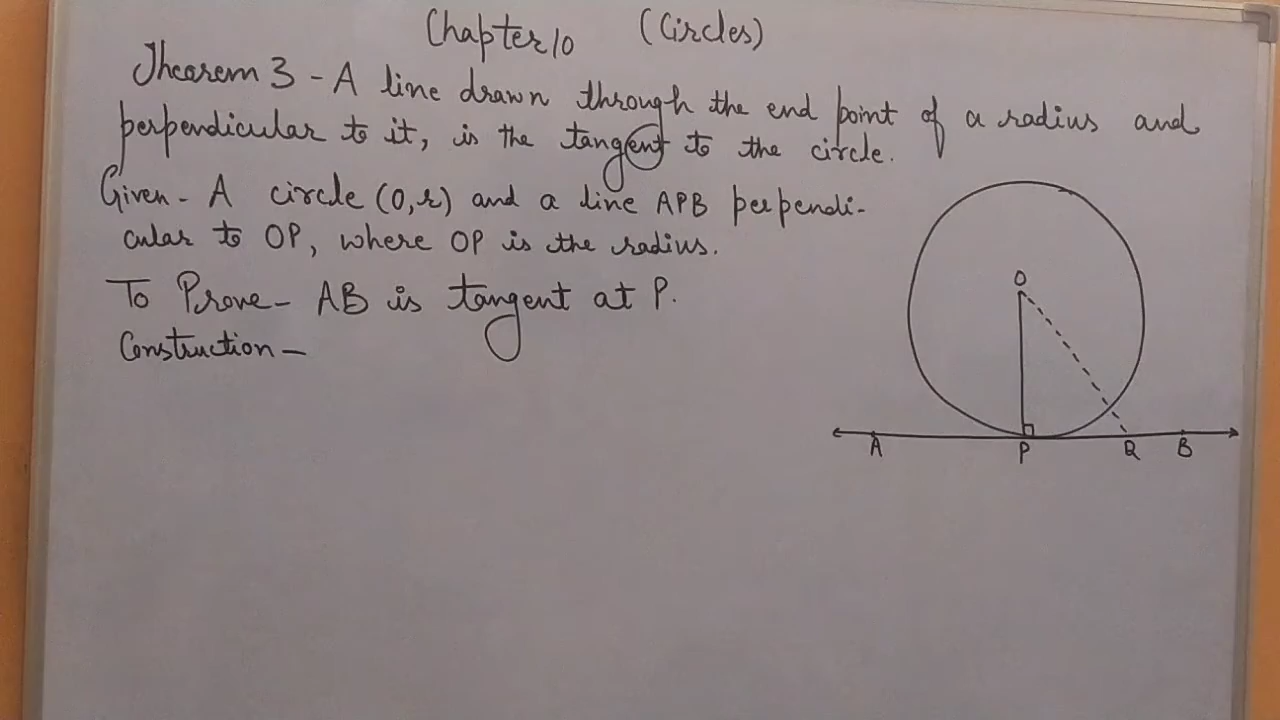 Chapter 10 (Circles)
Theorem 3 - A line drawn through the end point of a radius and
perpendicular to it, is the tangent to the circle.
Given - A circle (O,r) and a line APB perpendi-
cular to OP, where OP is the radius.
To Prove - AB is tangent at P.
Construction -
O
A P Q B